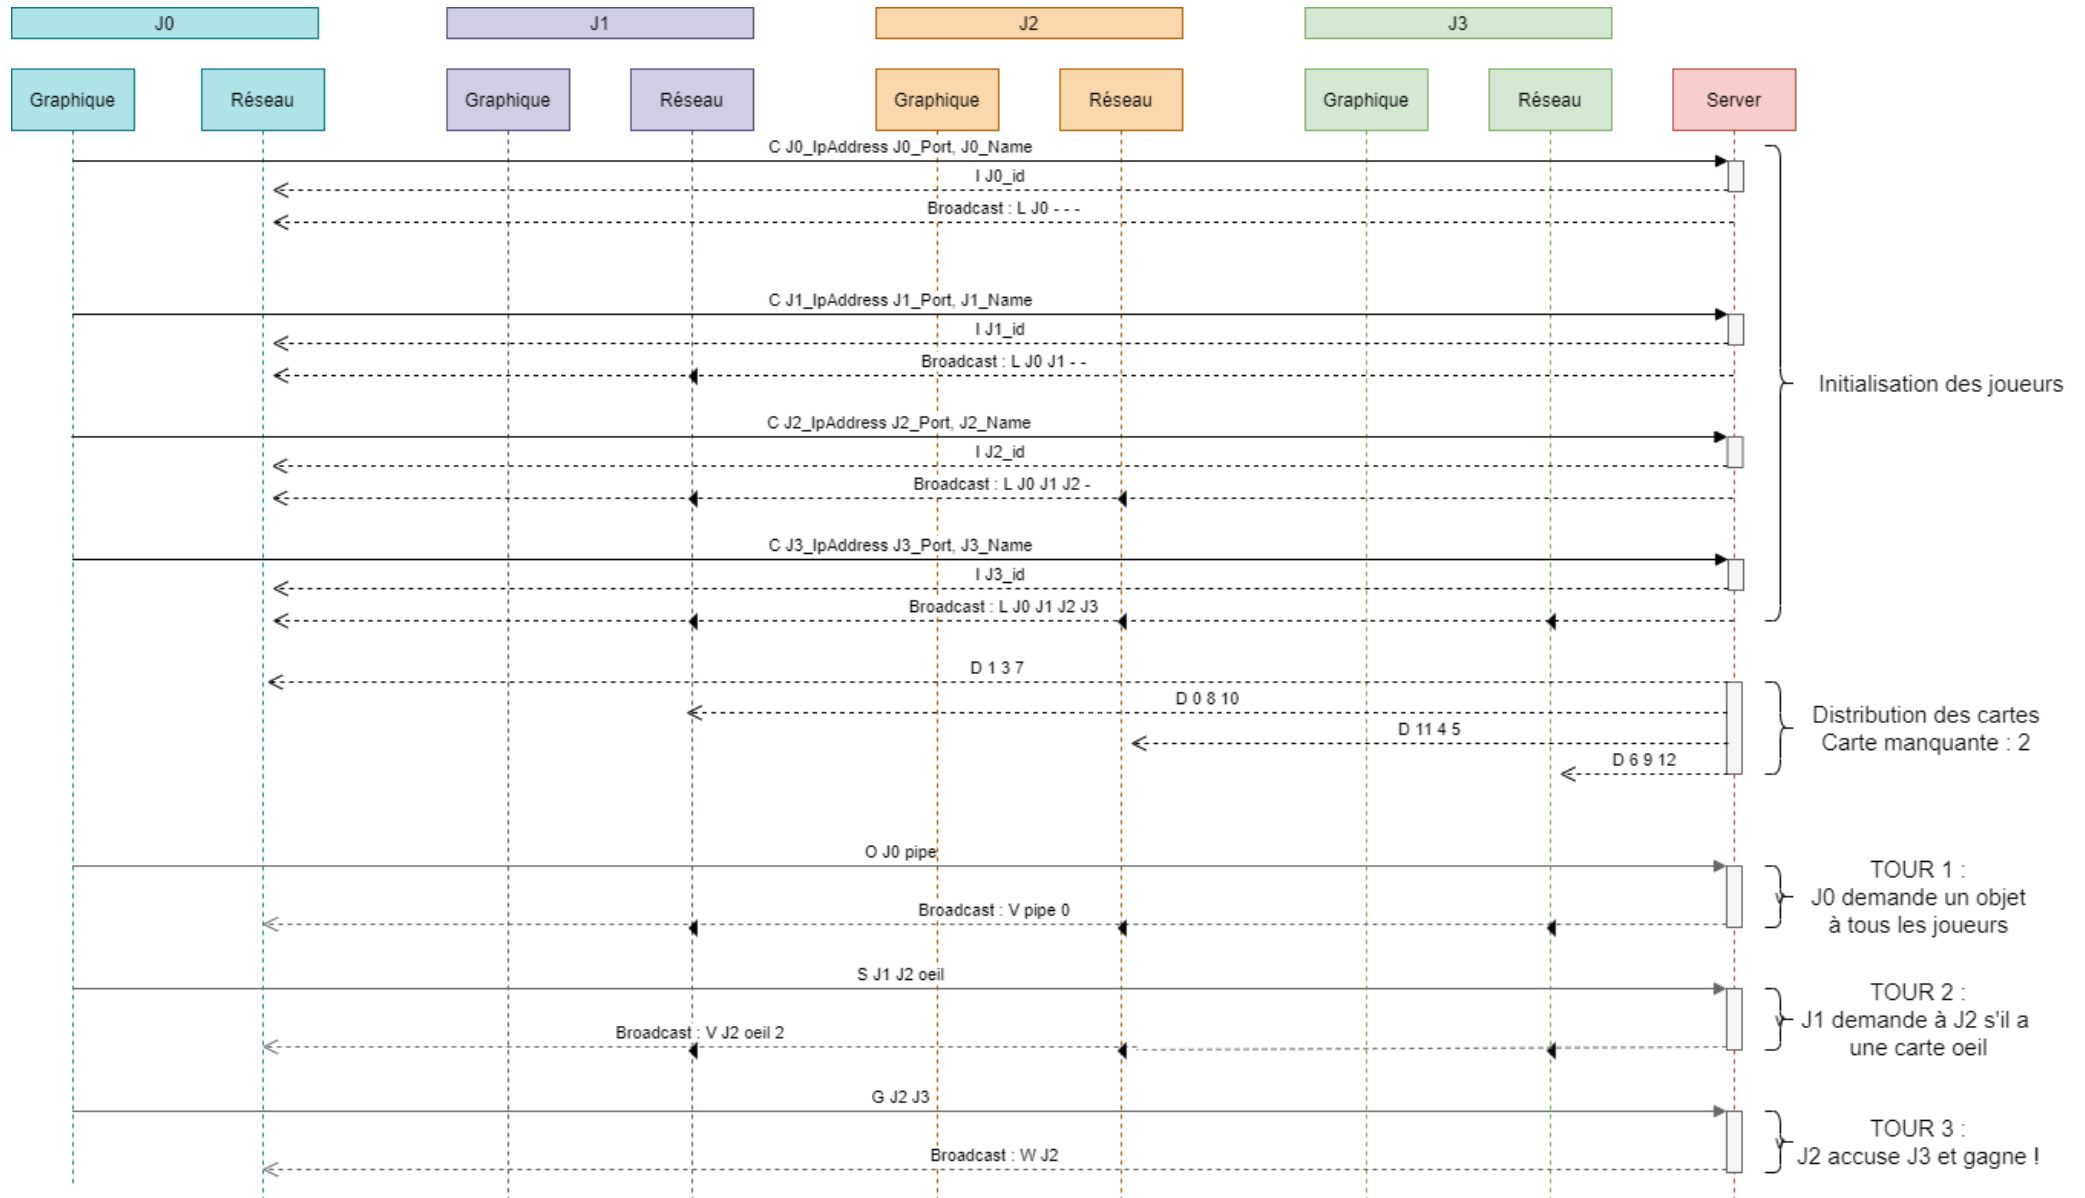 J0
J1
J2
J3
Graphique
Réseau
Graphique
Réseau
Graphique
Réseau
Graphique
Réseau
Server
C J0_IpAddress J0_Port, J0_Name
I J0_id
Broadcast : L J0 - - -
C J1_IpAddress J1_Port, J1_Name
I J1_id
Broadcast : L J0 J1 - -
Initialisation des joueurs
C J2_IpAddress J2_Port, J2_Name
I J2_id
Broadcast : L J0 J1 J2 -
C J3_IpAddress J3_Port, J3_Name
I J3_id
Broadcast : L J0 J1 J2 J3
D 1 3 7
D 0 8 10
D 11 4 5
D 6 9 12
Distribution des cartes
Carte manquante : 2
O J0 pipe
Broadcast : V pipe 0
TOUR 1 :
J0 demande un objet
à tous les joueurs
S J1 J2 oeil
Broadcast : V J2 oeil 2
TOUR 2 :
J1 demande à J2 s'il a
une carte oeil
G J2 J3
Broadcast : W J2
TOUR 3 :
J2 accuse J3 et gagne !